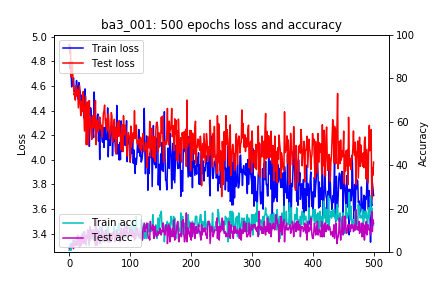 ba3_001: 500 epochs loss and accuracy
5.0
4.8
4.6
4.4
4.2
4.0
3.8
3.6
3.4
Loss
Train loss
Test loss
Train acc
Test acc
100
80
60
40
20
0
Accuracy
0 100 200 300 400 500